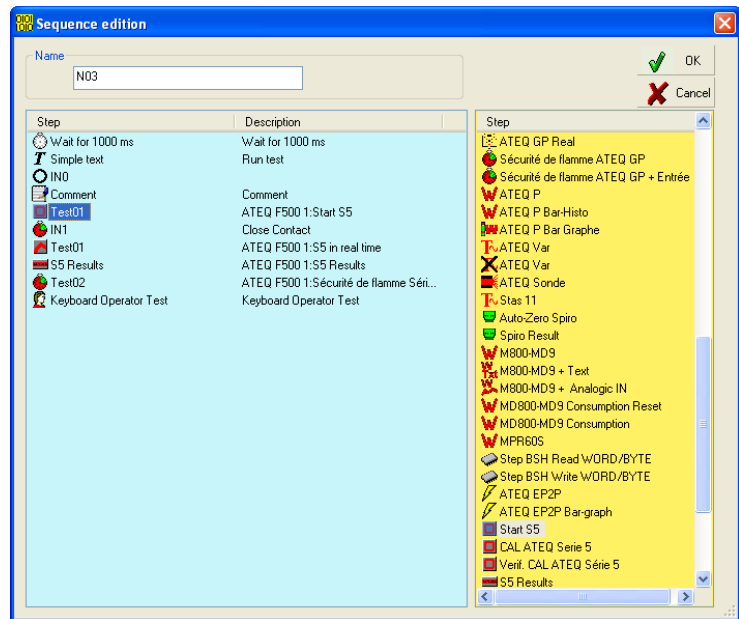 Sequence edition
Name
N03
OK
Cancel
Step Description
Wait for 1000 ms Wait for 1000 ms
Simple text Run test
IN0
Comment Comment
Test01 ATEQ F500 1:Start S5
IN1 Close Contact
Test01 ATEQ F500 1:S5 in real time
S5 Results ATEQ F500 1:S5 Results
Test02 ATEQ F500 1:Sécurité de flamme Séri...
Keyboard Operator Test Keyboard Operator Test
Step
ATEQ GP Real
Sécurité de flamme ATEQ GP
Sécurité de flamme ATEQ GP + Entrée
ATEQ P
ATEQ P Bar-Histo
ATEQ P Bar Graphe
ATEQ Var
ATEQ Var
ATEQ Sonde
Stas 11
Auto-Zero Spiro
Spiro Result
M800-MD9
M800-MD9 + Text
M800-MD9 + Analogic IN
MD800-MD9 Consumption Reset
MD800-MD9 Consumption
MPR60S
Step BSH Read WORD/BYTE
Step BSH Write WORD/BYTE
ATEQ EP2P
ATEQ EP2P Bar-graph
Start S5
CAL ATEQ Serie 5
Verif. CAL ATEQ Série 5
S5 Results